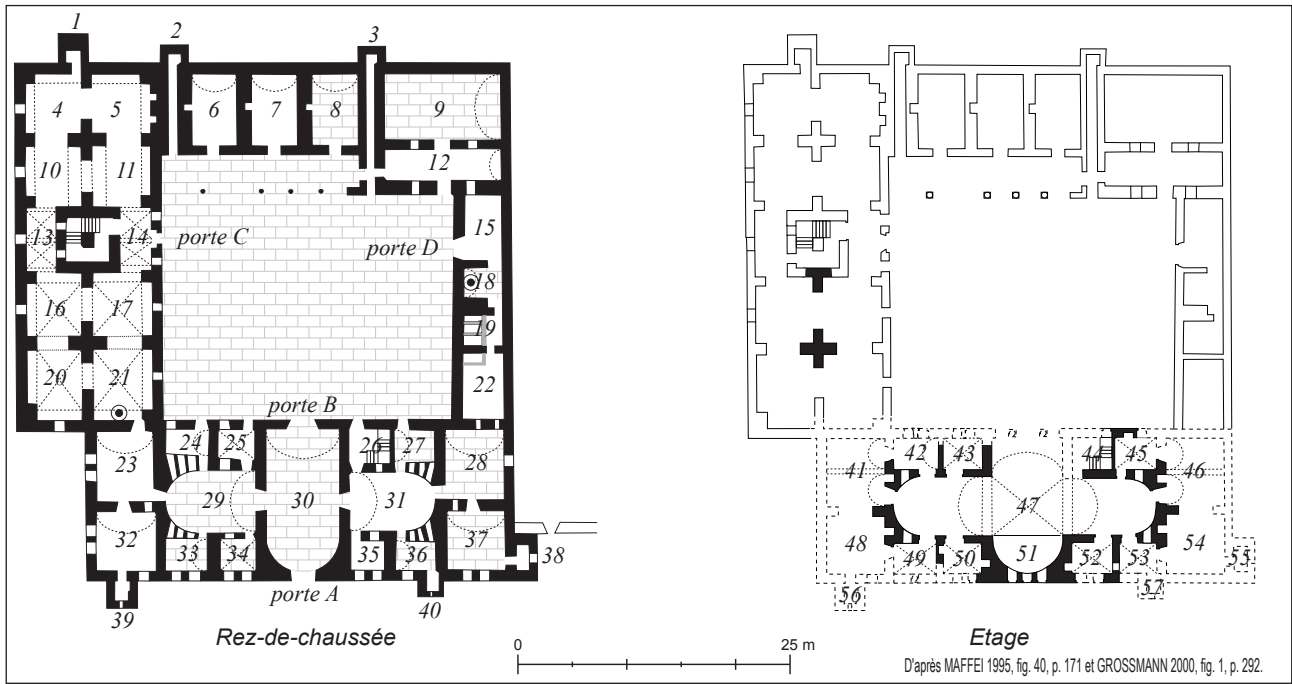 1 2 3
4 5 6 7 8 9
10 11 12
13 14 porte C porte D 15
16 17 18
19
20 21 22
porte B
23 24 25 26 27 28
29 30 31
32 33 34 35 36 37 38
39 porte A 40
Rez-de-chaussée
0 25 m
41 42 43 44 45 46
47
48 49 50 51 52 53 54 55
56 57
Etage
D'après MAFFEI 1995, fig. 40, p. 171 et GROSSMANN 2000, fig. 1, p. 292.